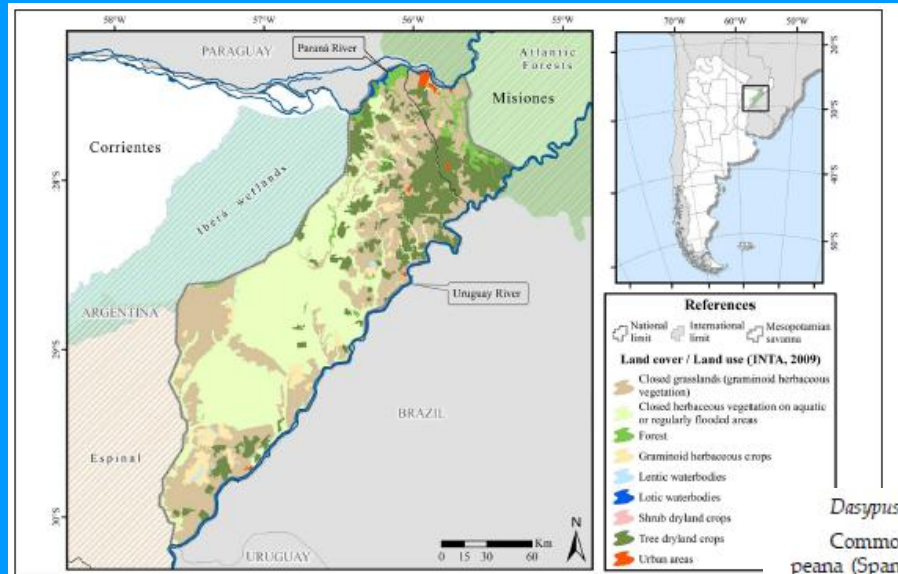 58°W
57°W
56°W
55°W
PARAGUAY
Paraná River
Atlantic
Forests
Misiones
Corrientes
Iberá wetlands
28°S
Uruguay River
ARGENTINA
29°S
BRAZIL
Espinal
30°S
URUGUAY
0 15 30 60
Km
N
70°W
60°W
50°W
20°S
30°S
40°S
50°S
References
National
limit
International
limit
Mesopotamian
savanna
Land cover / Land use (INTA, 2009)
Closed grasslands (graminoid herbaceous
vegetation)
Closed herbaceous vegetation on aquatic
or regularly flooded areas
Forest
Graminoid herbaceous crops
Lentic waterbodies
Lotic waterbodies
Shrub dryland crops
Tree dryland crops
Urban areas
Dasypus
Commo
peana (Span